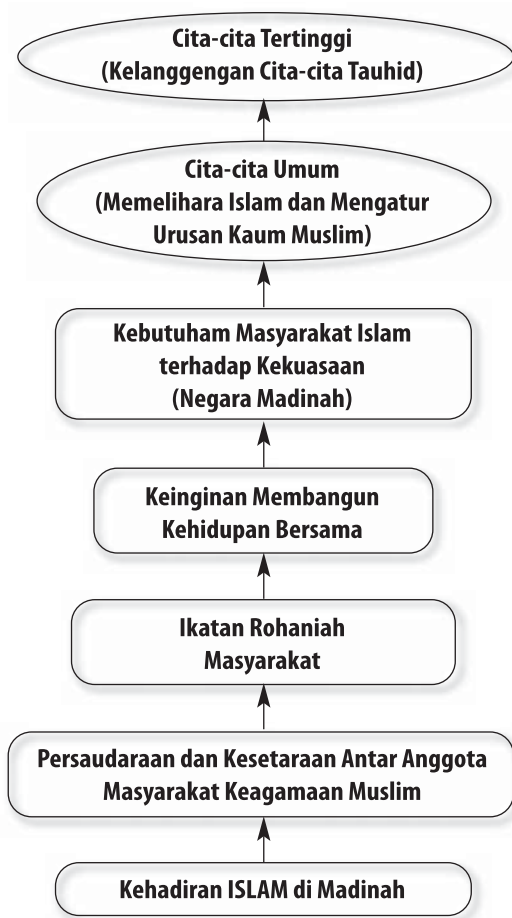 Cita-cita Tertinggi
(Kelanggengan Cita-cita Tauhid)
Cita-cita Umum
(Memelihara Islam dan Mengatur
Urusan Kaum Muslim)
Kebutuham Masyarakat Islam
terhadap Kekuasaan
(Negara Madinah)
Keinginan Membangun
Kehidupan Bersama
Ikatan Rohaniah
Masyarakat
Persaudaraan dan Kesetaraan Antar Anggota
Masyarakat Keagamaan Muslim
Kehadiran ISLAM di Madinah